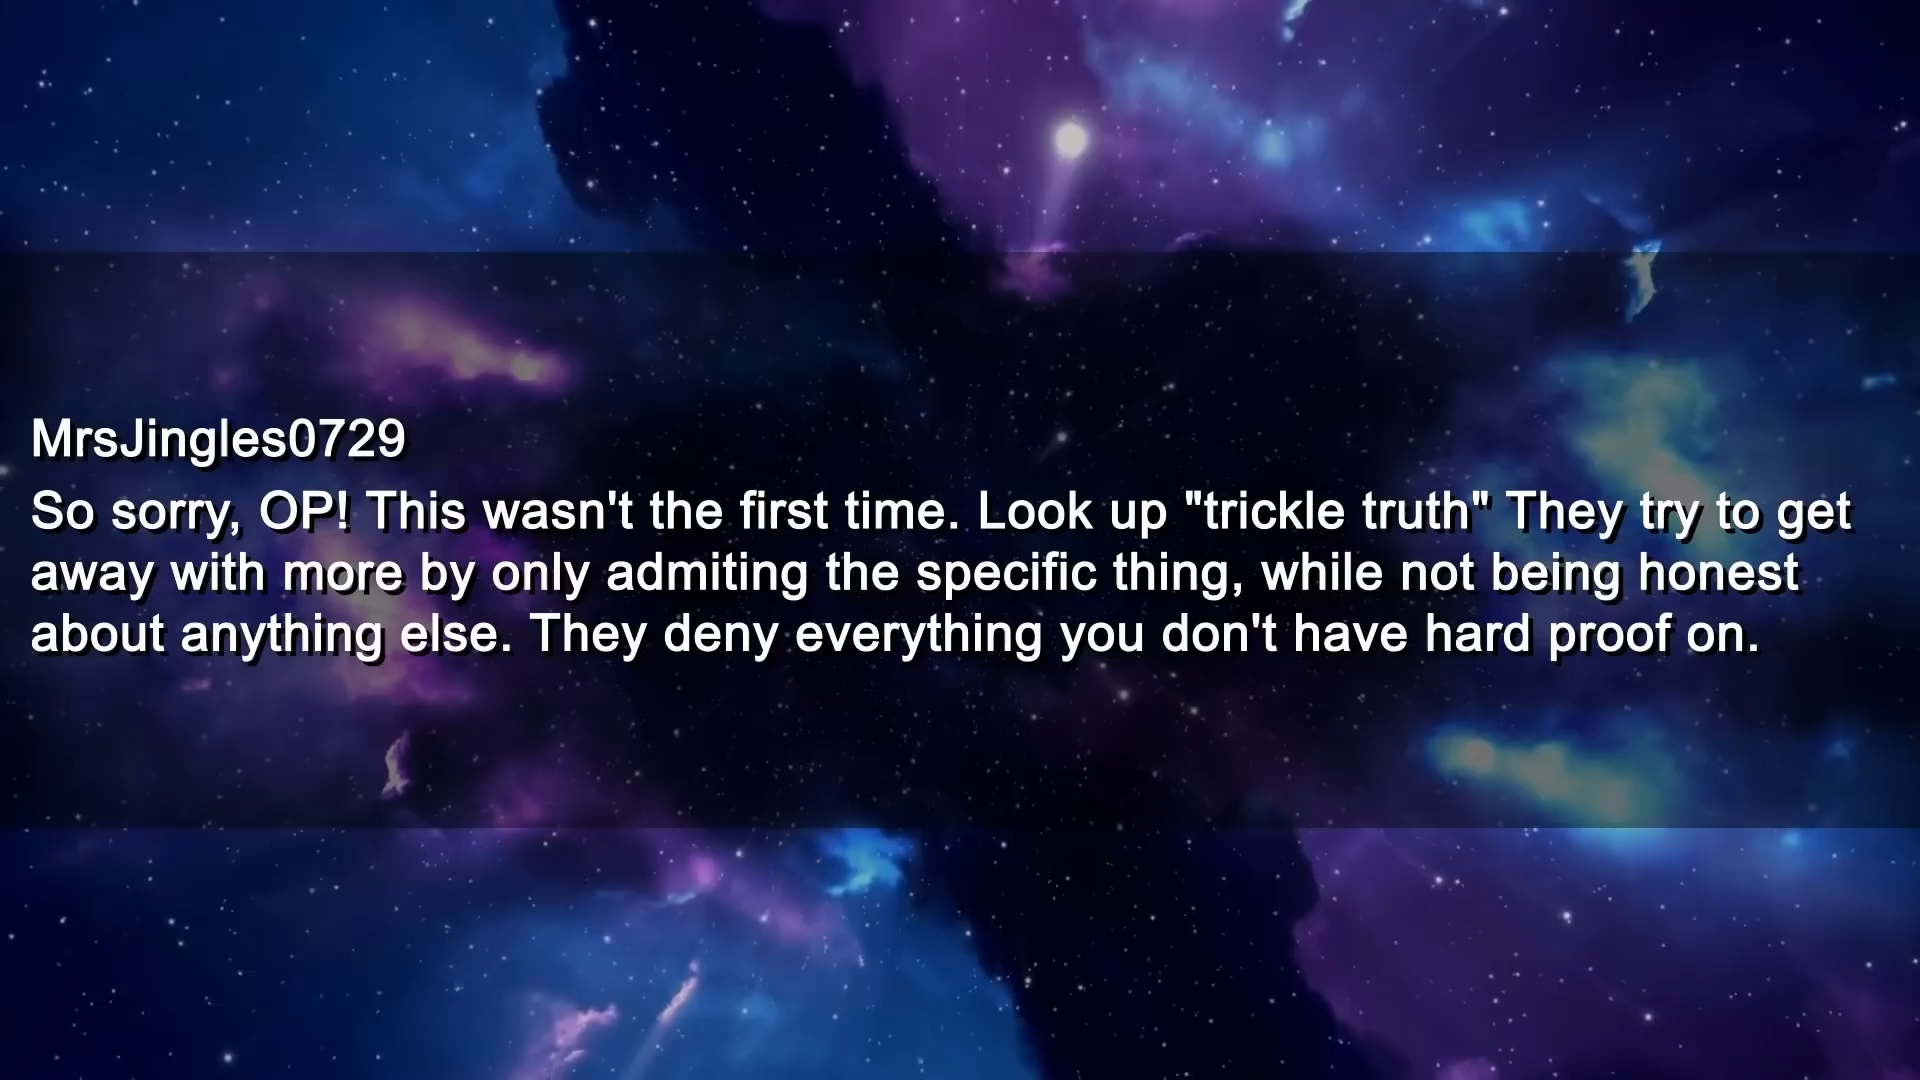 MrsJingles0729
So sorry, OP! This wasn't the first time. Look up "trickle truth" They try to get
away with more by only admiting the specific thing, while not being honest
about anything else. They deny everything you don't have hard proof on.